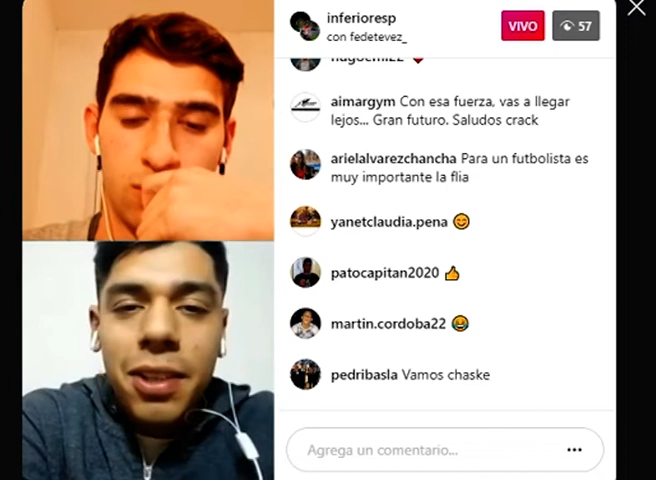 inferioresp
con fedetevez_
VIVO
57
aimargym Con esa fuerza, vas a llegar
lejos... Gran futuro. Saludos crack
arielalvarezchancha Para un futbolista es
muy importante la flia
yanetclaudia.pena 😊
patocapitan2020 👍
martin.cordoba22 😂
pedribasla Vamos chaske
Agrega un comentario...